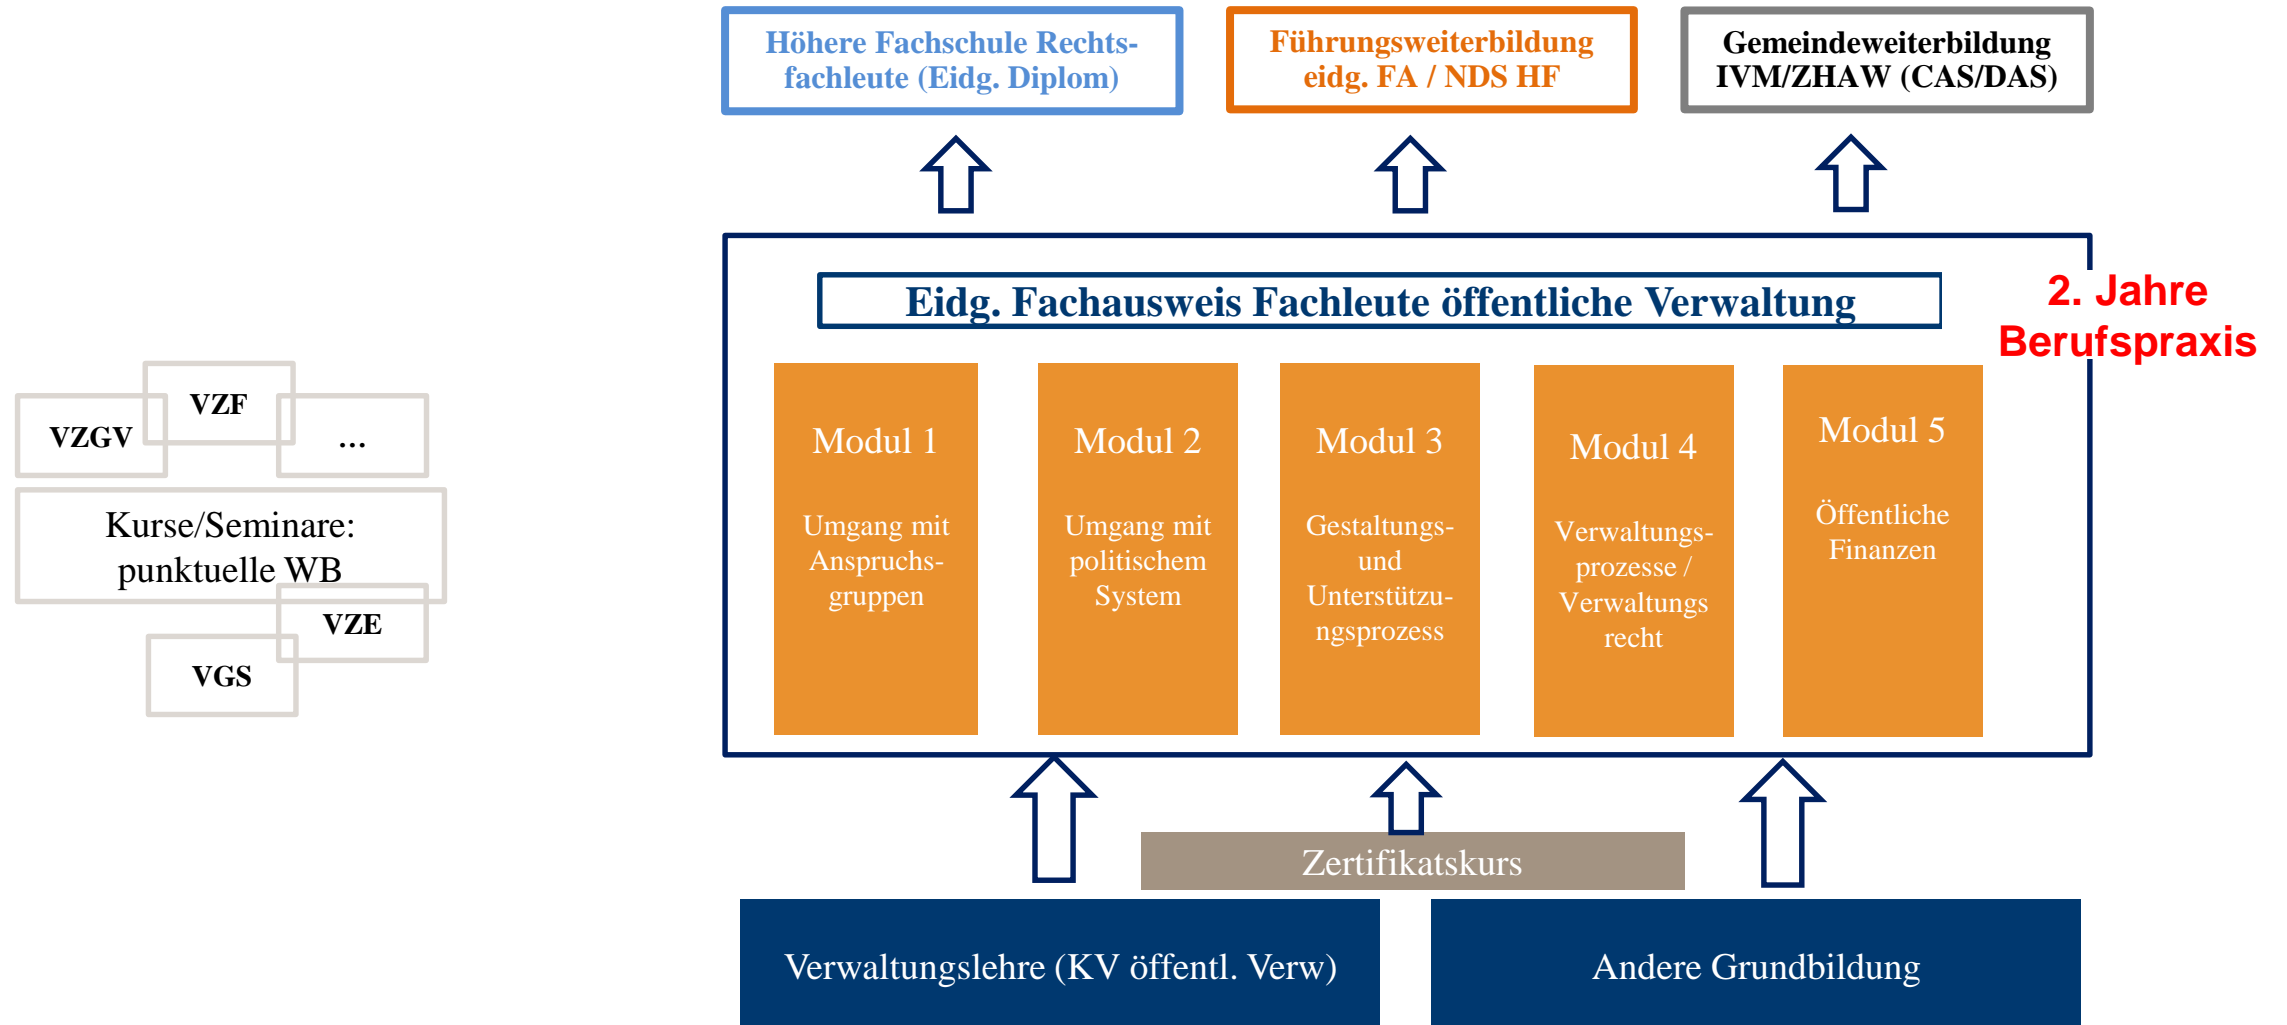 Höhere Fachschule Rechts-
fachleute (Eidg. Diplom)
Führungsweiterbildung
eidg. FA / NDS HF
Gemeindeweiterbildung
IVM/ZHAW (CAS/DAS)
Eidg. Fachausweis Fachleute öffentliche Verwaltung
2. Jahre
Berufspraxis
VZF
VZGV
...
Kurse/Seminare:
punktuelle WB
VZE
VGS
Modul 1
Umgang mit
Anspruchs-
gruppen
Modul 2
Umgang mit
politischem
System
Modul 3
Gestaltungs-
und
Unterstützu-
ngsprozess
Modul 4
Verwaltungs-
prozesse /
Verwaltungs
recht
Modul 5
Öffentliche
Finanzen
Zertifikatskurs
Verwaltungslehre (KV öffentl. Verw)
Andere Grundbildung